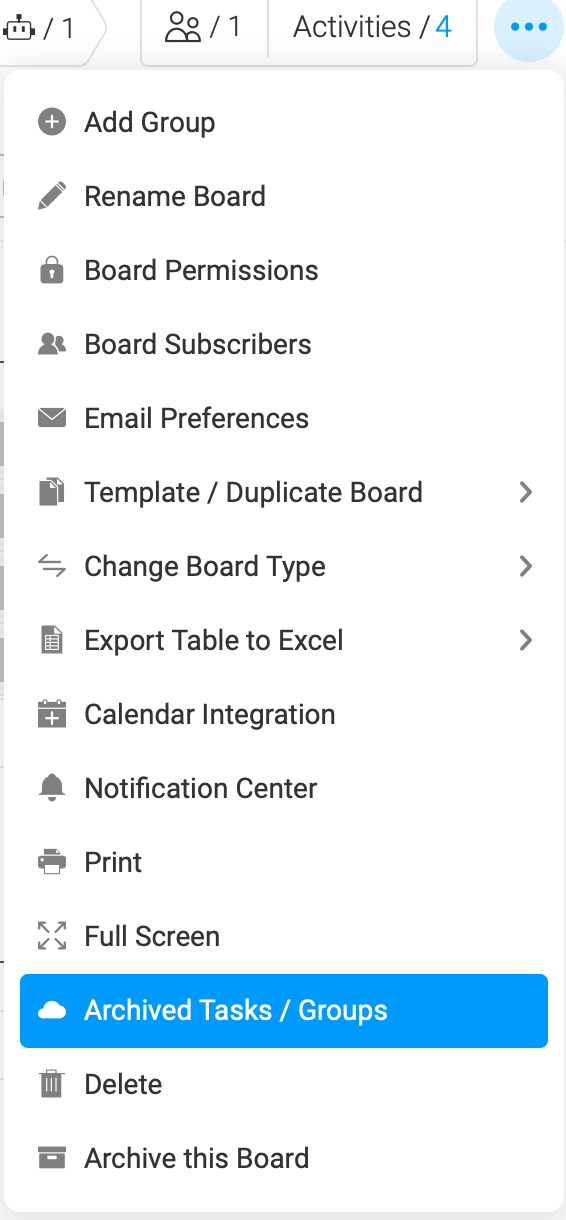 / 1
/ 1
Activities / 4
Add Group
Rename Board
Board Permissions
Board Subscribers
Email Preferences
Template / Duplicate Board
Change Board Type
Export Table to Excel
Calendar Integration
Notification Center
Print
Full Screen
Archived Tasks / Groups
Delete
Archive this Board